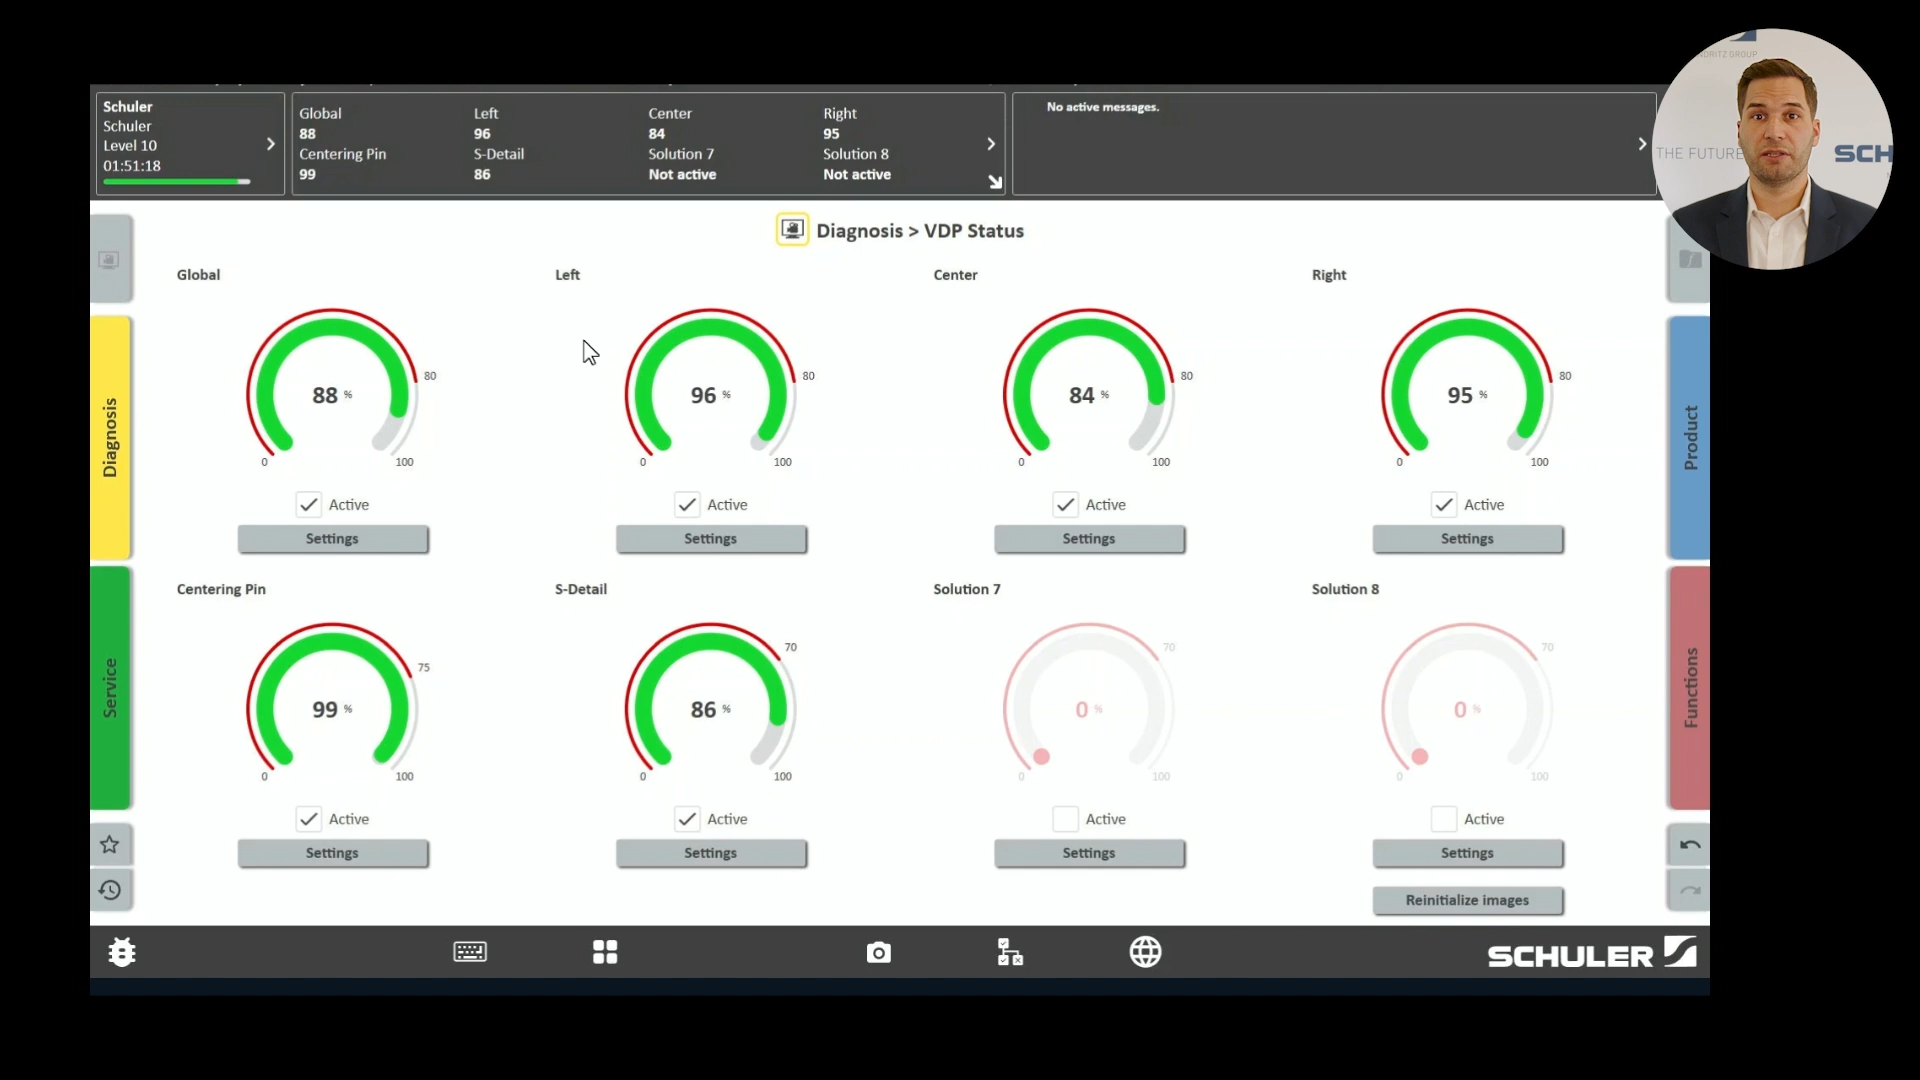 Schuler
Schuler
Level 10
01:51:18
Global
88
Centering Pin
99
Left
96
S-Detail
86
Center
84
Solution 7
Not active
Right
95
Solution 8
Not active
No active messages.
THE FUTURE
SCH
Diagnosis > VDP Status
Global
Left
Center
Right
80
88 %
0
100
80
96 %
0
100
80
84 %
0
100
80
95 %
0
100
Active
Active
Active
Active
Settings
Settings
Settings
Settings
Centering Pin
S-Detail
Solution 7
Solution 8
75
99 %
0
100
70
86 %
0
100
70
0 %
0
100
70
0 %
0
100
Active
Active
Active
Active
Settings
Settings
Settings
Settings
Reinitialize images
Diagnosis
Service
Product
Functions
SCHULER